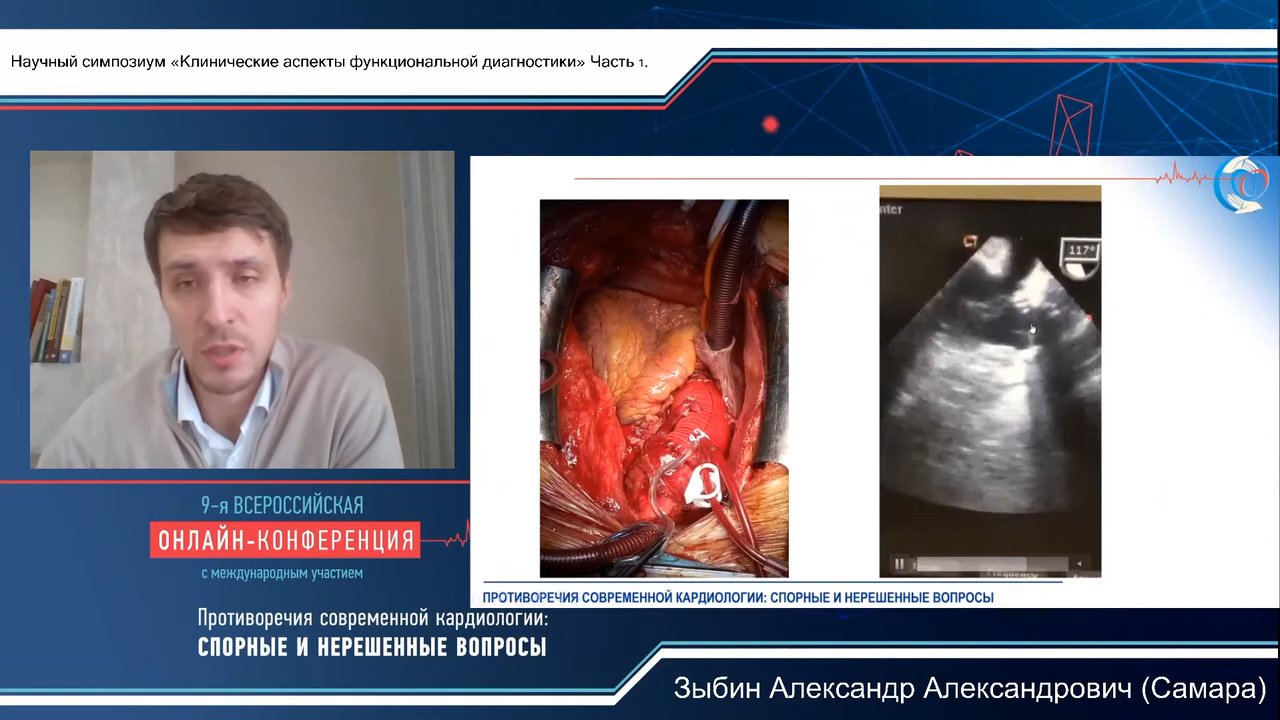 Научный симпозиум «Клинические аспекты функциональной диагностики» Часть 1.
nter
117°
9-я ВСЕРОССИЙСКАЯ
ОНЛАЙН-КОНФЕРЕНЦИЯ
с международным участием
Противоречия современной кардиологии:
СПОРНЫЕ И НЕРЕШЕННЫЕ ВОПРОСЫ
ПРОТИВОРЕЧИЯ СОВРЕМЕННОЙ КАРДИОЛОГИИ: СПОРНЫЕ И НЕРЕШЕННЫЕ ВОПРОСЫ
Зыбин Александр Александрович (Самара)